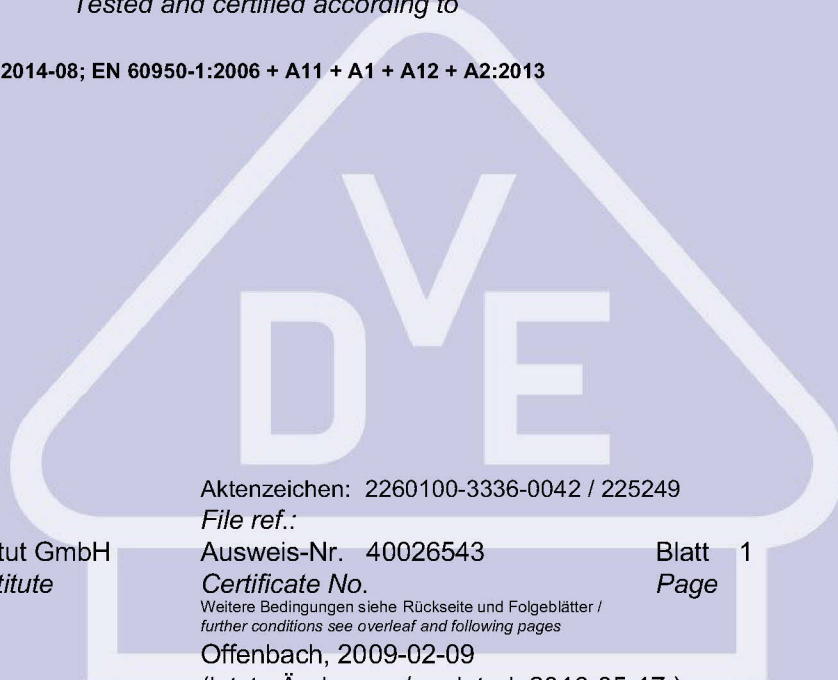 Tested and certified according to
2014-08; EN 60950-1:2006 + A11 + A1 + A12 + A2:2013
V
D E
Aktenzeichen: 2260100-3336-0042 / 225249
File ref.:
tut GmbH Ausweis-Nr. 40026543 Blatt 1
titute Certificate No. Page
Weitere Bedingungen siehe Rückseite und Folgeblätter /
further conditions see overleaf and following pages
Offenbach, 2009-02-09